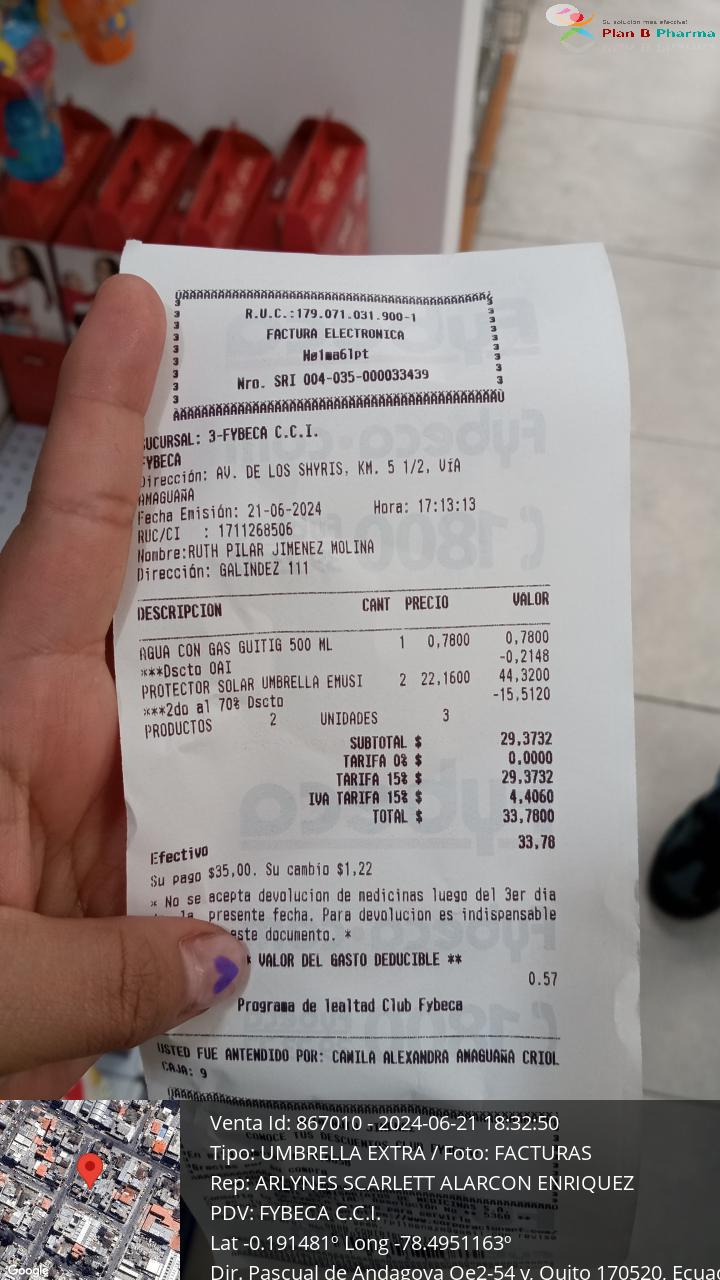 Su solución más efectiva!
Plan B Pharma
R.U.C.:179.071.031.900-1
FACTURA ELECTRONICA
Nro. SRI 004-035-000033439
SUCURSAL: 3-FYBECA C.C.I.
FYBECA
Dirección: AV. DE LOS SHYRIS, KM. 5 1/2, VíA
AMAGUAÑA
Fecha Emisión: 21-06-2024 Hora: 17:13:13
RUC/CI : 1711268506
Nombre:RUTH PILAR JIMENEZ MOLINA
Dirección: GALINDEZ 111
DESCRIPCION CANT PRECIO VALOR
AGUA CON GAS GUITIG 500 ML 1 0,7800 0,7800
***Dscto OAI -0,2148
PROTECTOR SOLAR UMBRELLA EMUSI 2 22,1600 44,3200
***2do al 70% Dscto -15,5120
PRODUCTOS 2 UNIDADES 3
SUBTOTAL $ 29,3732
TARIFA 0% $ 0,0000
TARIFA 15% $ 29,3732
IVA TARIFA 15% $ 4,4060
TOTAL $ 33,7800
Efectivo 33,78
Su pago $35,00. Su cambio $1,22
* No se acepta devolucion de medicinas luego del 3er dia
presente fecha. Para devolucion es indispensable
este documento. *
* VALOR DEL GASTO DEDUCIBLE **
0.57
Programa de lealtad Club Fybeca
USTED FUE ANTENDIDO POR: CAMILA ALEXANDRA AMAGUAÑA CRIOL
CAJA: 9
Venta Id: 867010 - 2024-06-21 18:32:50
Tipo: UMBRELLA EXTRA / Foto: FACTURAS
Rep: ARLYNES SCARLETT ALARCON ENRIQUEZ
PDV: FYBECA C.C.I.
Lat -0.191481º Long -78.4951163º
Dir. Pascual de Andagoya Oe2-54 y, Quito 170520, Ecua
Google